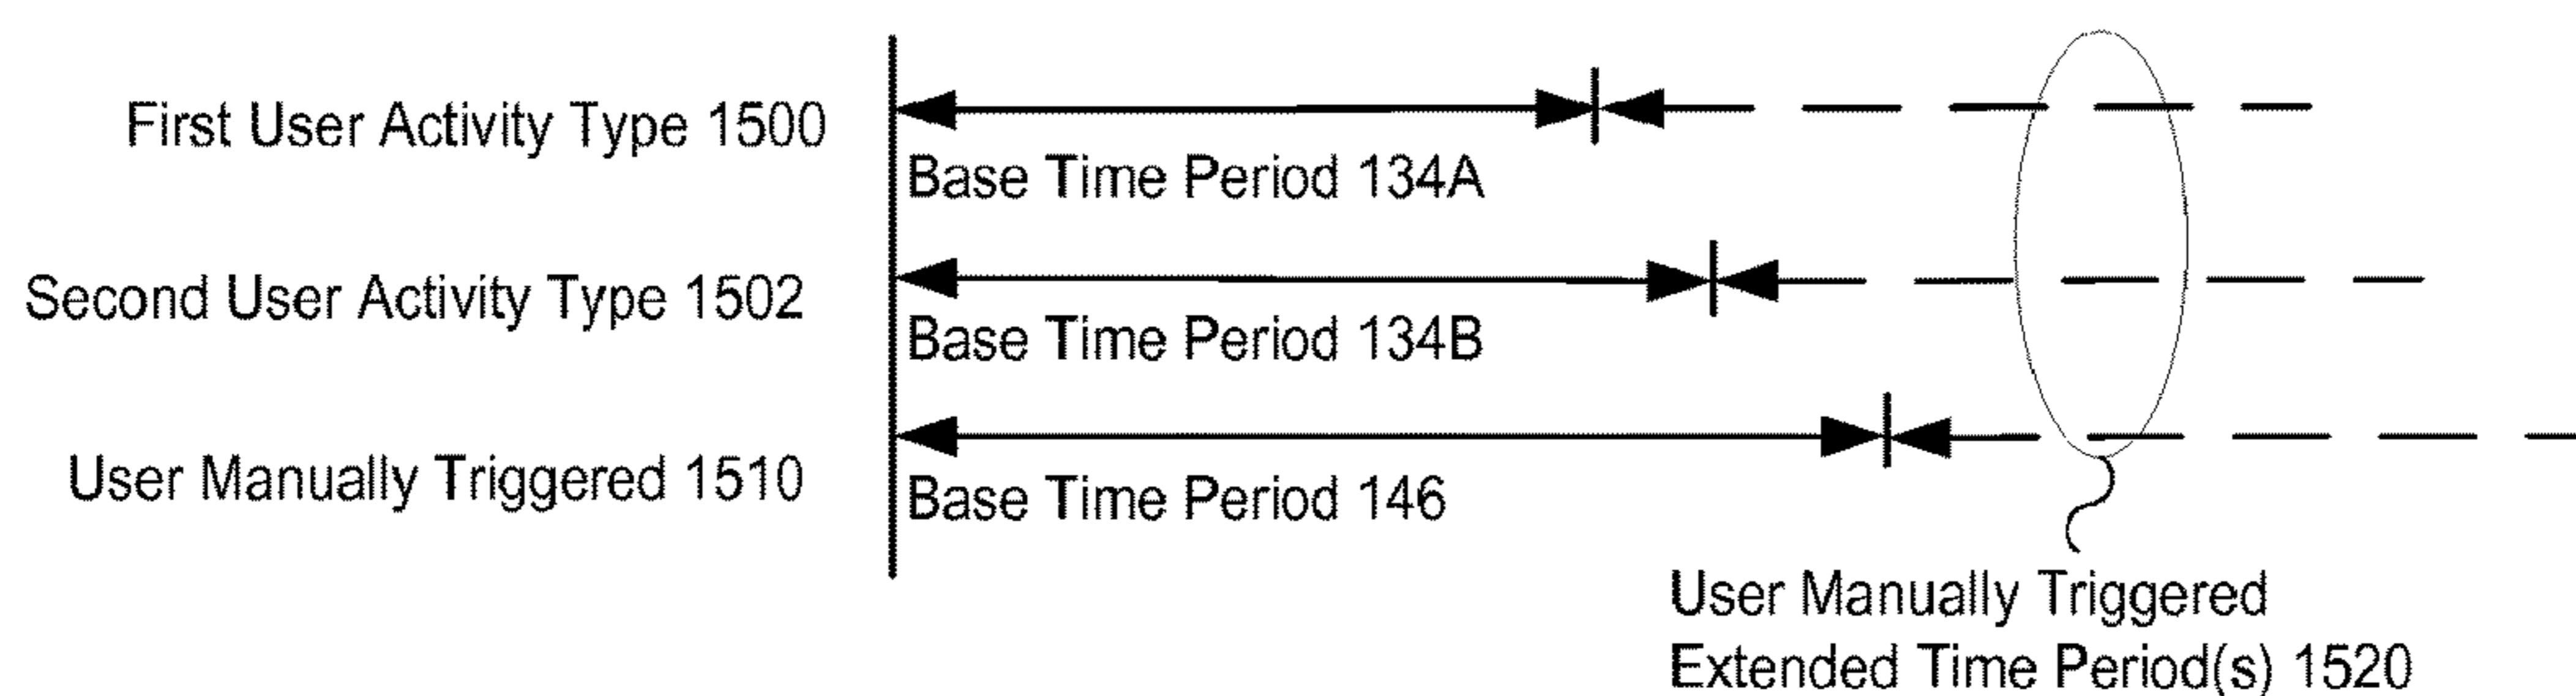 First User Activity Type 1500
Base Time Period 134A
Second User Activity Type 1502
Base Time Period 134B
User Manually Triggered 1510
Base Time Period 146
User Manually Triggered
Extended Time Period(s) 1520